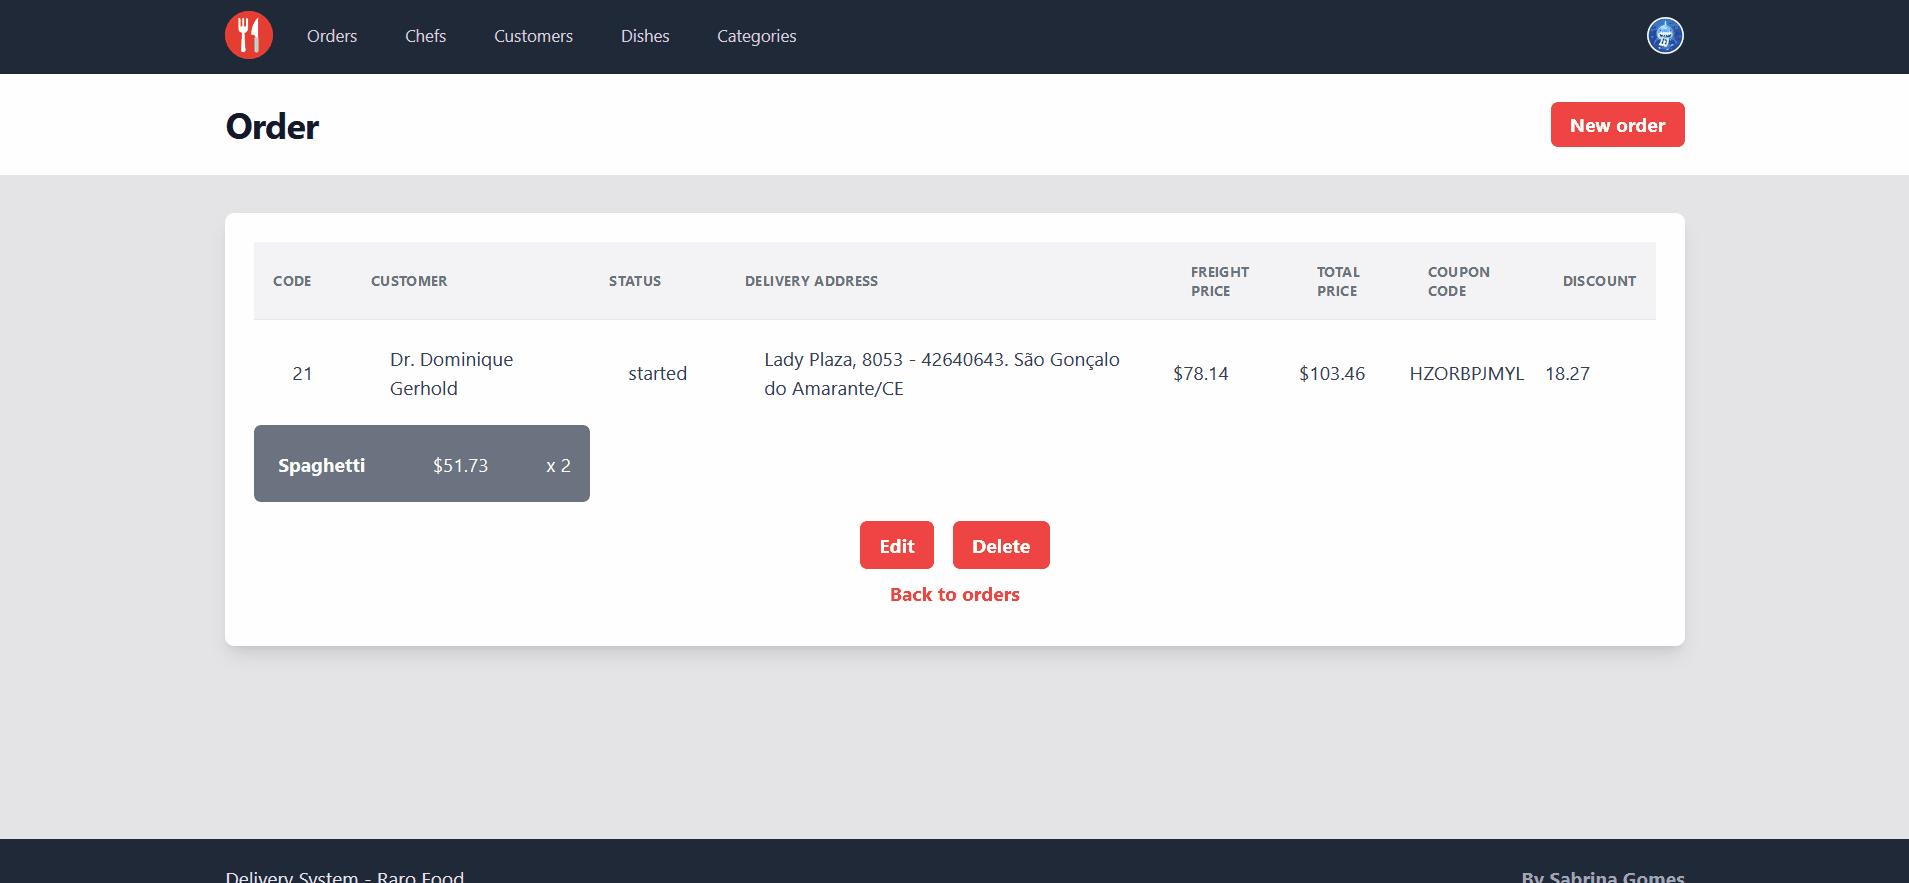 Orders Chefs Customers Dishes Categories
Order
New order
CODE CUSTOMER STATUS DELIVERY ADDRESS FREIGHT PRICE TOTAL PRICE COUPON CODE DISCOUNT
21 Dr. Dominique Gerhold started Lady Plaza, 8053 - 42640643. São Gonçalo do Amarante/CE $78.14 $103.46 HZORBPJMYL 18.27
Spaghetti $51.73 x 2
Edit Delete
Back to orders
Delivery System - Raro Food
By Sabrina Gomes